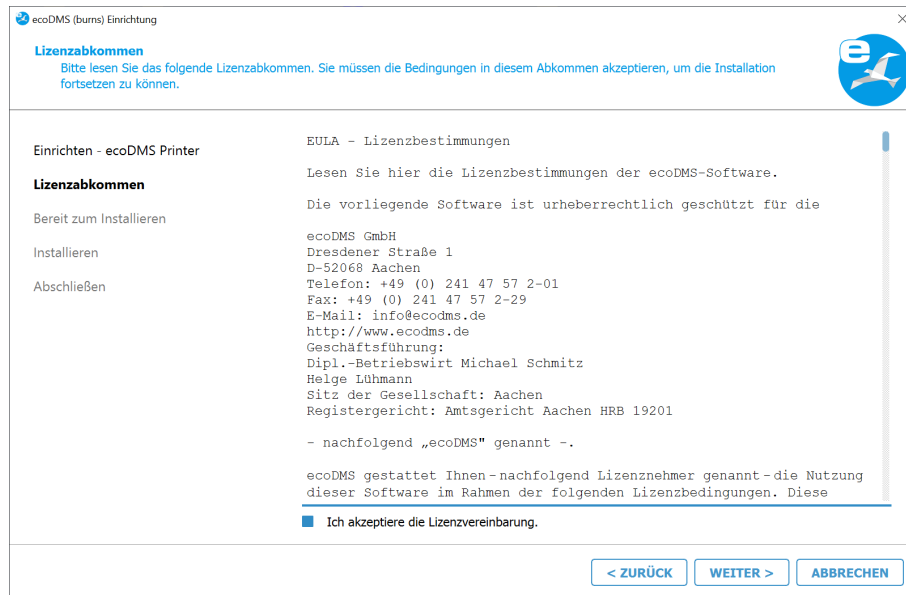 ecoDMS (burns) Einrichtung
Lizenzabkommen
Bitte lesen Sie das folgende Lizenzabkommen. Sie müssen die Bedingungen in diesem Abkommen akzeptieren, um die Installation
fortsetzen zu können.
e
Einrichten - ecoDMS Printer
Lizenzabkommen
Bereit zum Installieren
Installieren
Abschließen
EULA - Lizenzbestimmungen
Lesen Sie hier die Lizenzbestimmungen der ecoDMS-Software.
Die vorliegende Software ist urheberrechtlich geschützt für die
ecoDMS GmbH
Dresdener Straße 1
D-52068 Aachen
Telefon: +49 (0) 241 47 57 2-01
Fax: +49 (0) 241 47 57 2-29
E-Mail: info@ecodms.de
http://www.ecodms.de
Geschäftsführung:
Dipl.-Betriebswirt Michael Schmitz
Helge Lühmann
Sitz der Gesellschaft: Aachen
Registergericht: Amtsgericht Aachen HRB 19201
- nachfolgend „ecoDMS" genannt -.
ecoDMS gestattet Ihnen – nachfolgend Lizenznehmer genannt – die Nutzung
dieser Software im Rahmen der folgenden Lizenzbedingungen. Diese
Ich akzeptiere die Lizenzvereinbarung.
< ZURÜCK
WEITER >
ABBRECHEN